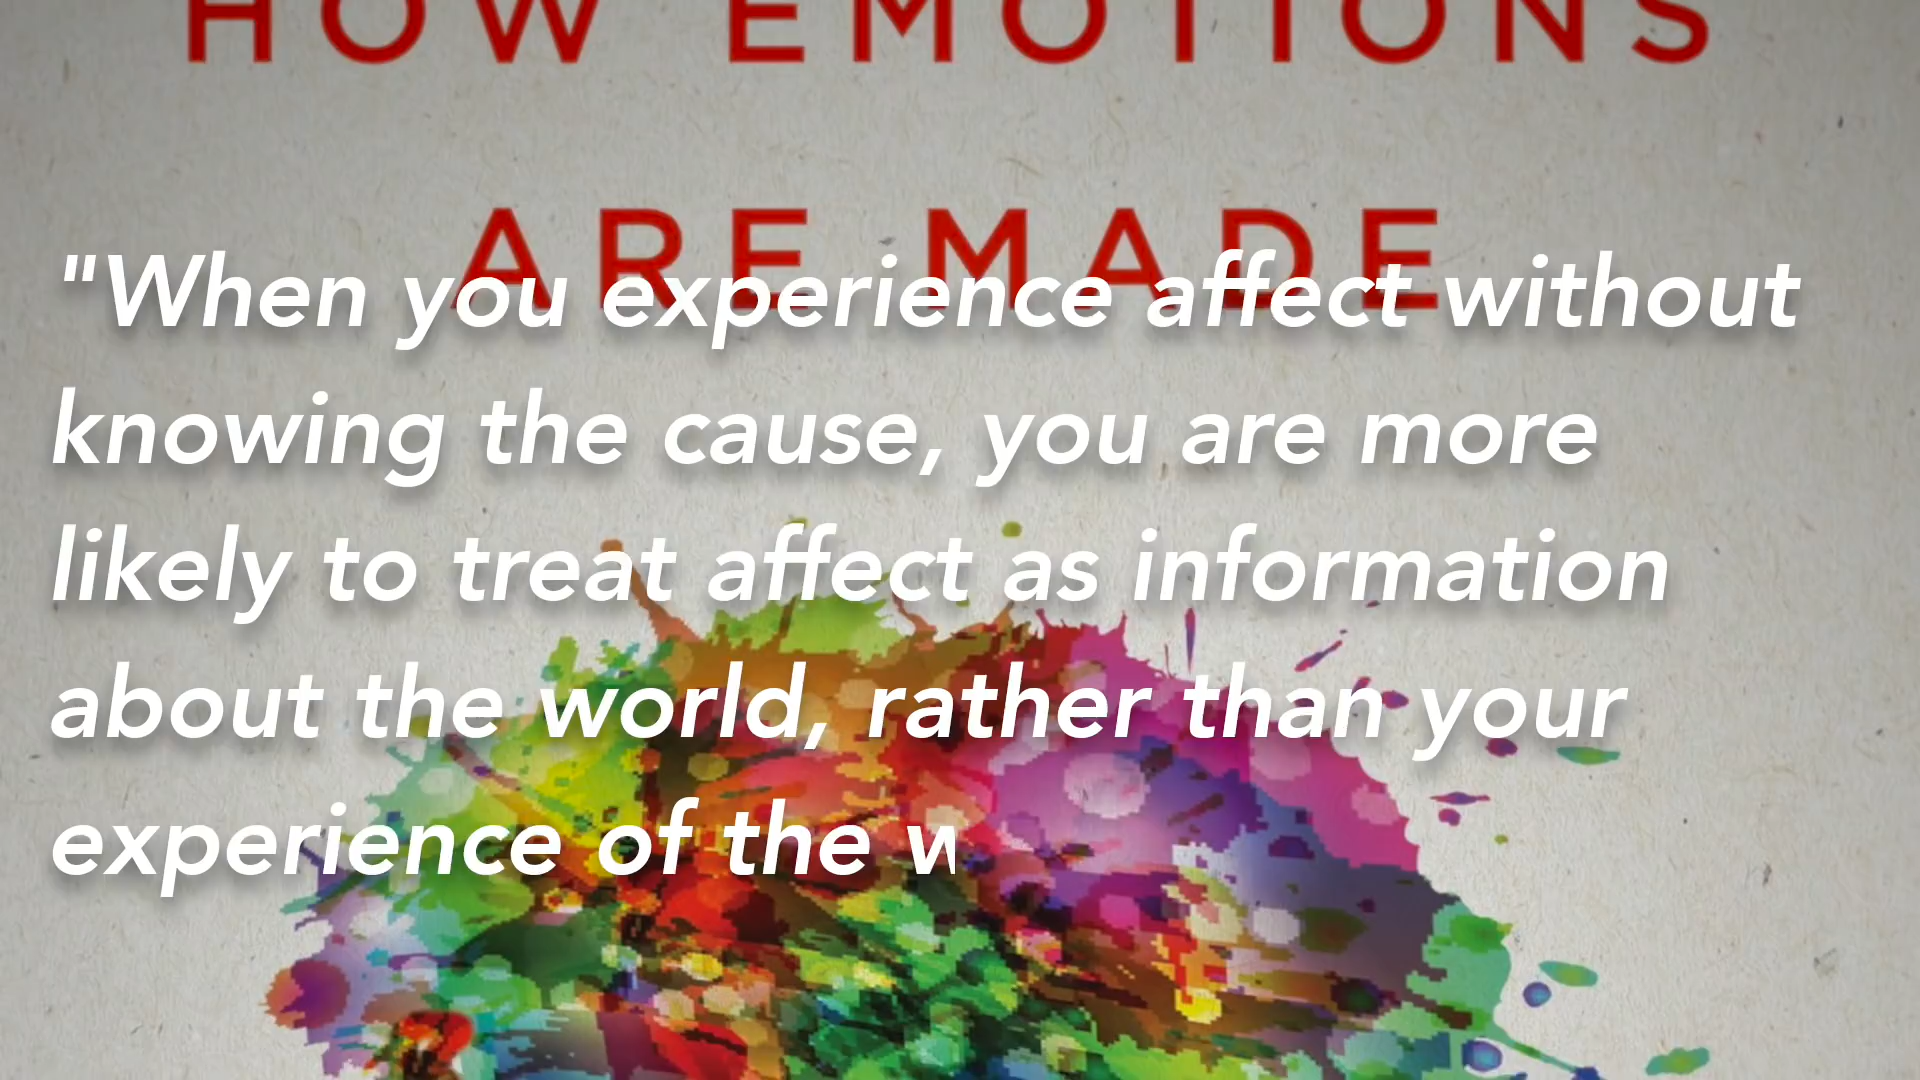 HOW EMOTIONS
ARE MADE
"When you experience affect without
knowing the cause, you are more
likely to treat affect as information
about the world, rather than your
experience of the w